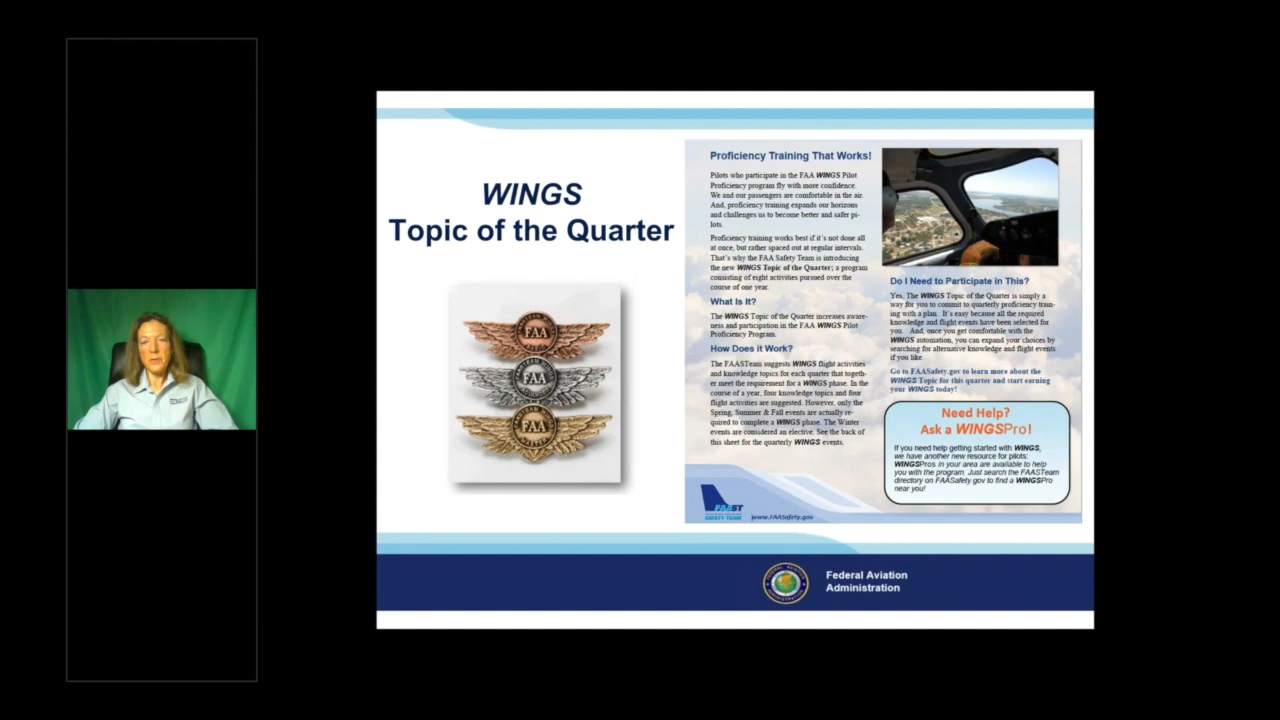 WINGS
Topic of the Quarter
FAA
FAA
FAA
Proficiency Training That Works!
Pilots who participate in the FAA WINGS Pilot
Proficiency program fly with more confidence.
We and our passengers are comfortable in the air.
And, proficiency training expands our horizons
and challenges us to become better and safer pi-
lots.
Proficiency training works best if it's not done all
at once, but rather spaced out at regular intervals.
That's why the FAA Safety Team is introducing
the new WINGS Topic of the Quarter; a program
consisting of eight activities pursued over the
course of one year.
What Is It?
The WINGS Topic of the Quarter increases aware-
ness and participation in the FAA WINGS Pilot
Proficiency Program.
How Does it Work?
The FAASTeam suggests WINGS flight activities
and knowledge topics for each quarter that togeth-
er meet the requirement for a WINGS phase. In the
course of a year, four knowledge topics and four
flight activities are suggested. However, only the
Spring, Summer & Fall events are actually re-
quired to complete a WINGS phase. The Winter
events are considered an elective. See the back of
this sheet for the quarterly WINGS events.
FAAST
SAFETY TEAM
www.FAASafety.gov
Do I Need to Participate in This?
Yes, The WINGS Topic of the Quarter is simply a
way for you to commit to quarterly proficiency train-
ing with a plan. It's easy because all the required
knowledge and flight events have been selected for
you. And, once you get comfortable with the
WINGS automation, you can expand your choices by
searching for alternative knowledge and flight events
if you like.
Go to FAASafety.gov to learn more about the
WINGS Topic for this quarter and start earning
your WINGS today!
Need Help?
Ask a WINGSPro!
If you need help getting started with WINGS,
we have another new resource for pilots:
WINGSPros in your area are available to help
you with the program. Just search the FAASTeam
directory on FAASafety.gov to find a WINGSPro
near you!
Federal Aviation
Administration